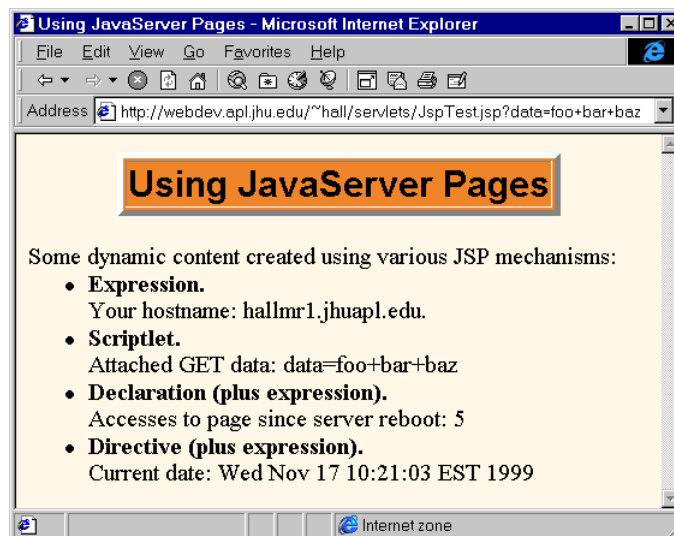 Using JavaServer Pages - Microsoft Internet Explorer
File Edit View Go Favorites Help
Address http://webdev.apl.jhu.edu/~hall/servlets/JspTest.jsp?data=foo+bar+baz
Using JavaServer Pages
Some dynamic content created using various JSP mechanisms:
• Expression.
Your hostname: hallmr1.jhuapl.edu.
• Scriptlet.
Attached GET data: data=foo+bar+baz
• Declaration (plus expression).
Accesses to page since server reboot: 5
• Directive (plus expression).
Current date: Wed Nov 17 10:21:03 EST 1999
Internet zone